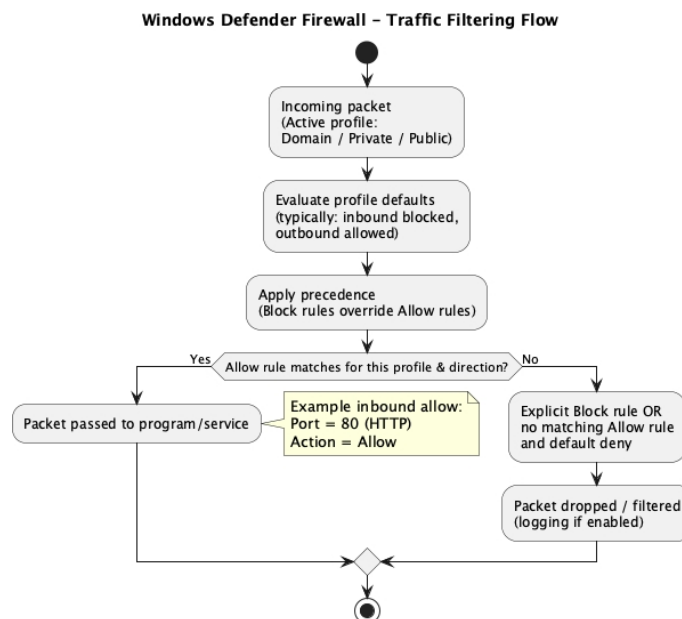 Windows Defender Firewall – Traffic Filtering Flow
Incoming packet
(Active profile:
Domain / Private / Public)
Evaluate profile defaults
(typically: inbound blocked,
outbound allowed)
Apply precedence
(Block rules override Allow rules)
Yes
Allow rule matches for this profile & direction?
No
Packet passed to program/service
Example inbound allow:
Port = 80 (HTTP)
Action = Allow
Explicit Block rule OR
no matching Allow rule
and default deny
Packet dropped / filtered
(logging if enabled)